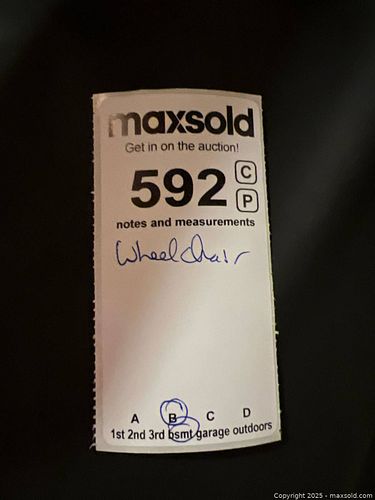 maxsold
Get in on the auction!
592 C
P
notes and measurements
Wheelchair
A B C D
1st 2nd 3rd bsmt garage outdoors
Copyright 2025 - maxsold.com